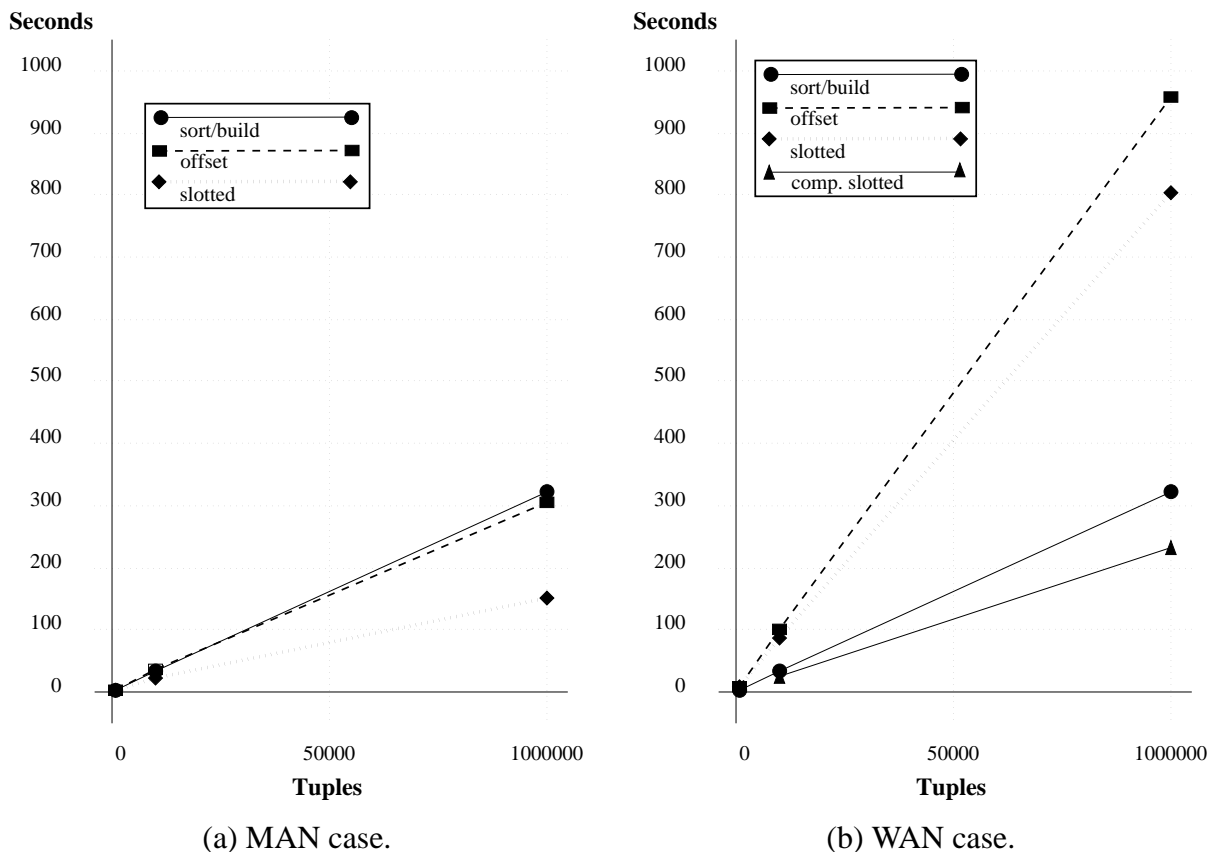 Seconds
1000
900
800
700
600
500
400
300
200
100
0
sort/build
offset
slotted
0 50000 1000000
Tuples
(a) MAN case.
Seconds
1000
900
800
700
600
500
400
300
200
100
0
sort/build
offset
slotted
comp. slotted
0 50000 1000000
Tuples
(b) WAN case.